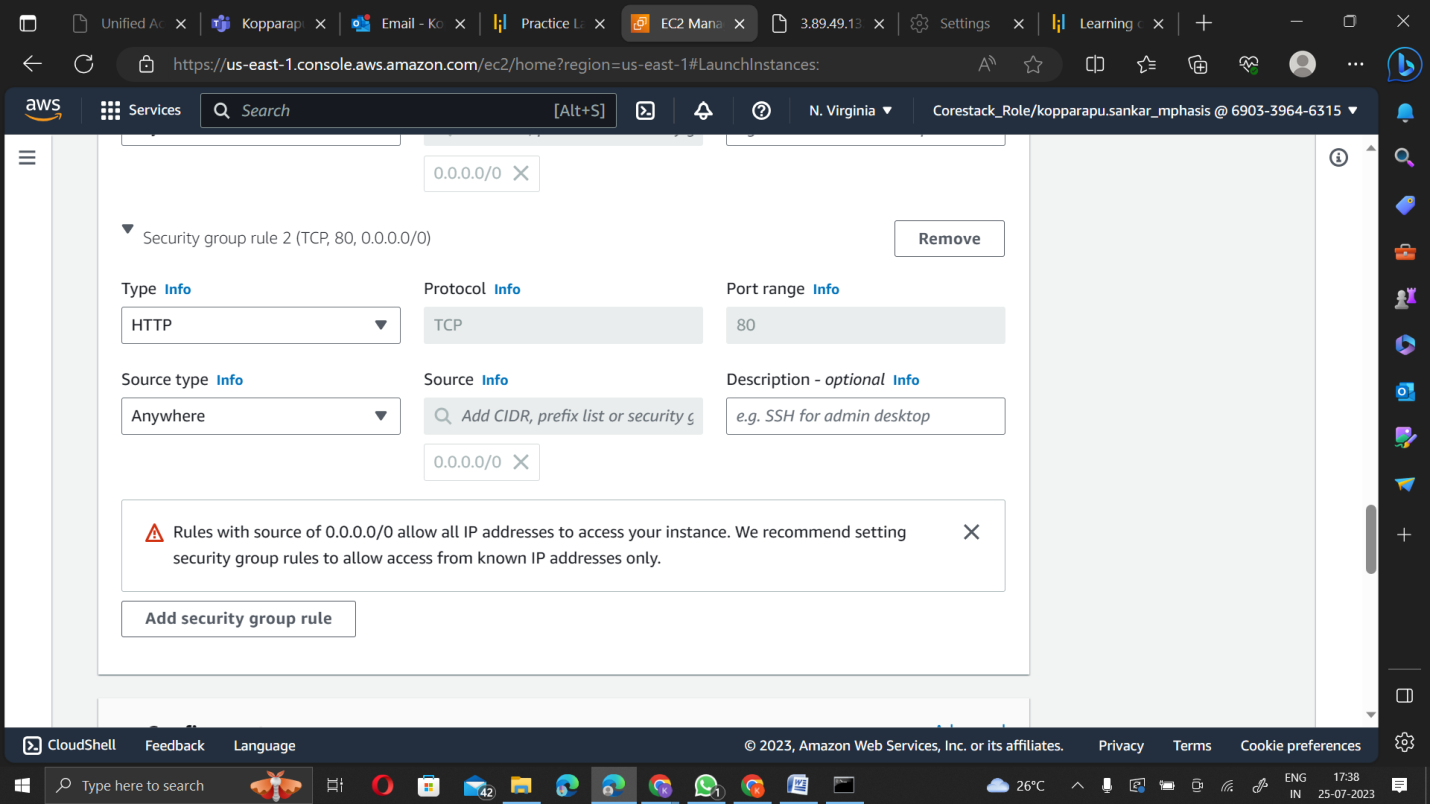 Unified Ac
Kopparap
Email - Ko
Practice La
EC2 Mana
3.89.49.13
Settings
Learning c
https://us-east-1.console.aws.amazon.com/ec2/home?region=us-east-1#LaunchInstances:
aws
Services
Search
[Alt+S]
N. Virginia
Corestack_Role/kopparapu.sankar_mphasis @ 6903-3964-6315
0.0.0.0/0
Security group rule 2 (TCP, 80, 0.0.0.0/0)
Remove
Type Info
Protocol Info
Port range Info
HTTP
TCP
80
Source type Info
Source Info
Description - optional Info
Anywhere
Add CIDR, prefix list or security g
e.g. SSH for admin desktop
0.0.0.0/0
Rules with source of 0.0.0.0/0 allow all IP addresses to access your instance. We recommend setting
security group rules to allow access from known IP addresses only.
Add security group rule
CloudShell
Feedback
Language
© 2023, Amazon Web Services, Inc. or its affiliates.
Privacy
Terms
Cookie preferences
Type here to search
42
1
26°C
ENG
IN
17:38
25-07-2023